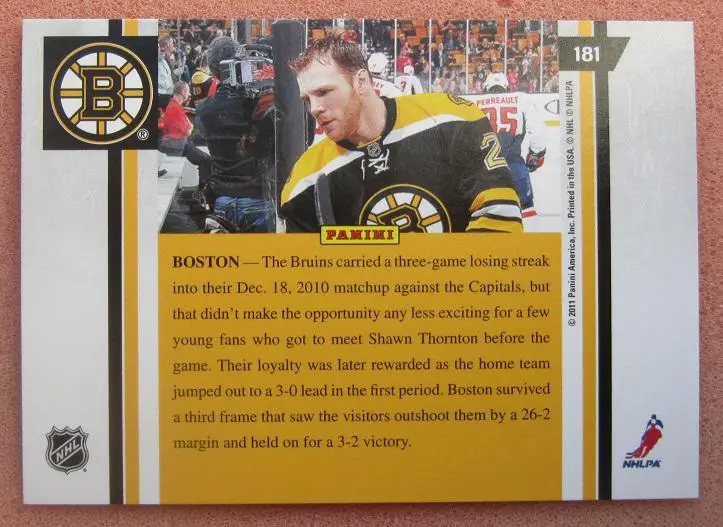 181
B
®
PERREAULT
85
2
B
PANINI
BOSTON — The Bruins carried a three-game losing streak
into their Dec. 18, 2010 matchup against the Capitals, but
that didn't make the opportunity any less exciting for a few
young fans who got to meet Shawn Thornton before the
game. Their loyalty was later rewarded as the home team
jumped out to a 3-0 lead in the first period. Boston survived
a third frame that saw the visitors outshoot them by a 26-2
margin and held on for a 3-2 victory.
© 2011 Panini America, Inc. Printed in the USA. © NHL © NHLPA
NHL
NHLPA